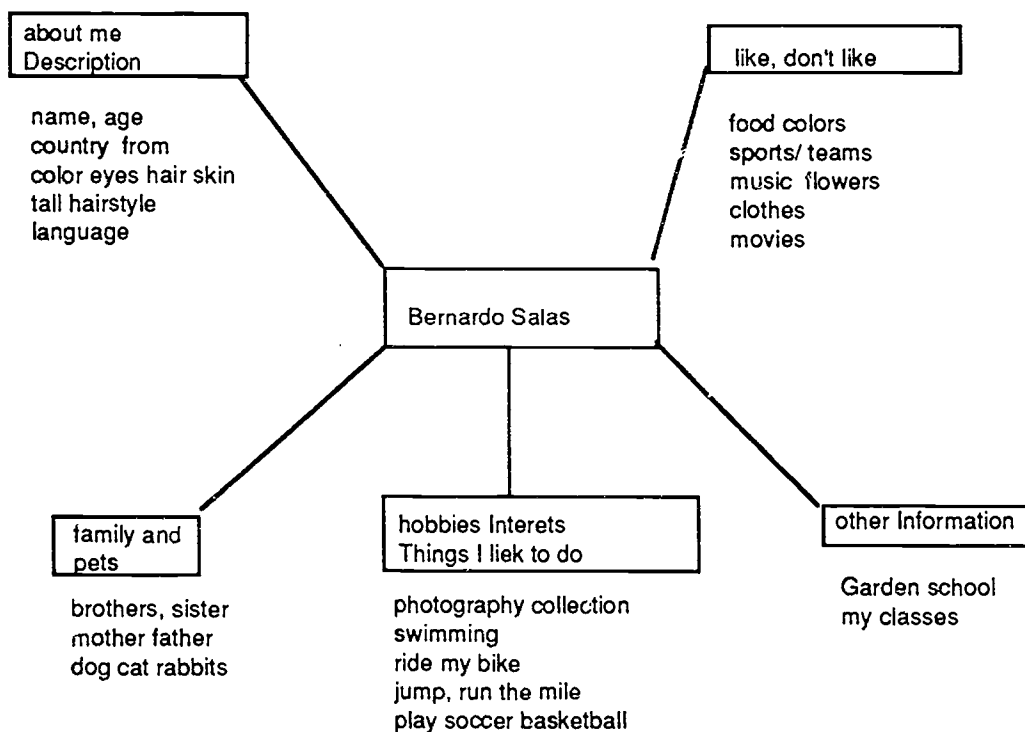 about me
Description
name, age
country from
color eyes hair skin
tall hairstyle
language
like, don't like
food colors
sports/ teams
music flowers
clothes
movies
Bernardo Salas
family and
pets
brothers, sister
mother father
dog cat rabbits
hobbies Interets
Things I liek to do
photography collection
swimming
ride my bike
jump, run the mile
play soccer basketball
other Information
Garden school
my classes